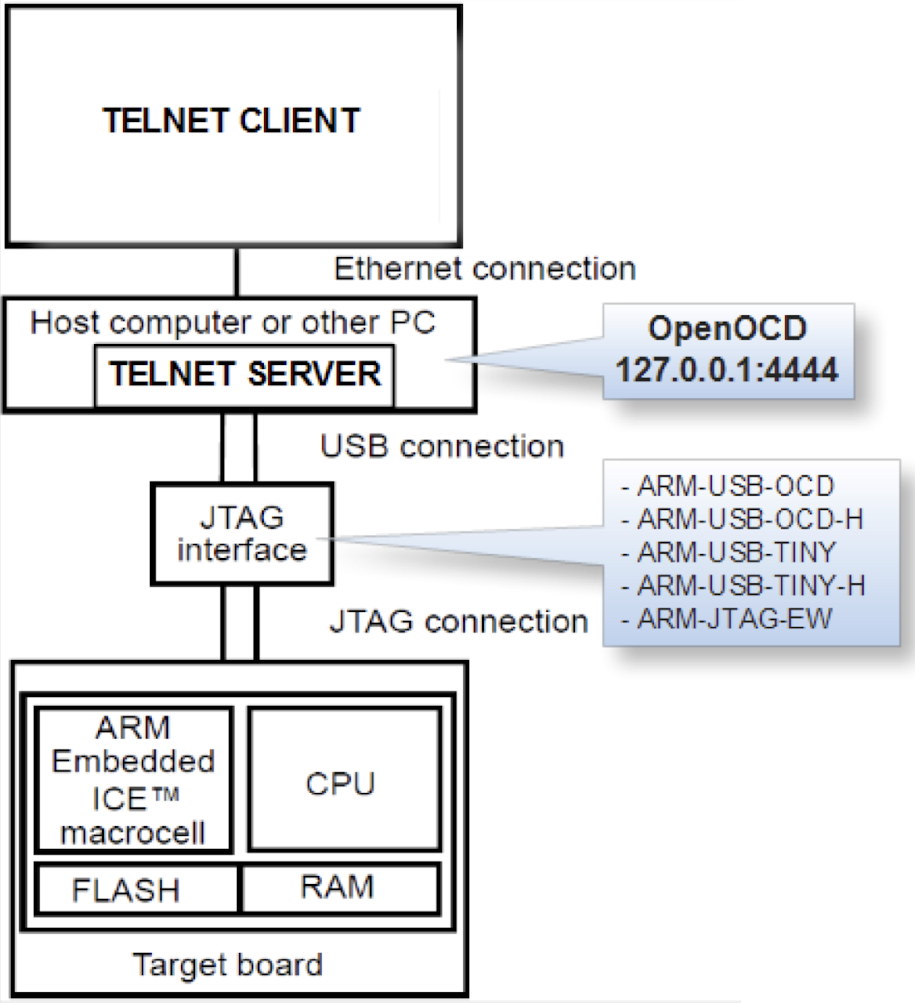 TELNET CLIENT
Ethernet connection
Host computer or other PC
TELNET SERVER
OpenOCD
127.0.0.1:4444
USB connection
JTAG
interface
- ARM-USB-OCD
- ARM-USB-OCD-H
- ARM-USB-TINY
- ARM-USB-TINY-H
- ARM-JTAG-EW
JTAG connection
ARM
Embedded
ICE™
macrocell
CPU
FLASH
RAM
Target board